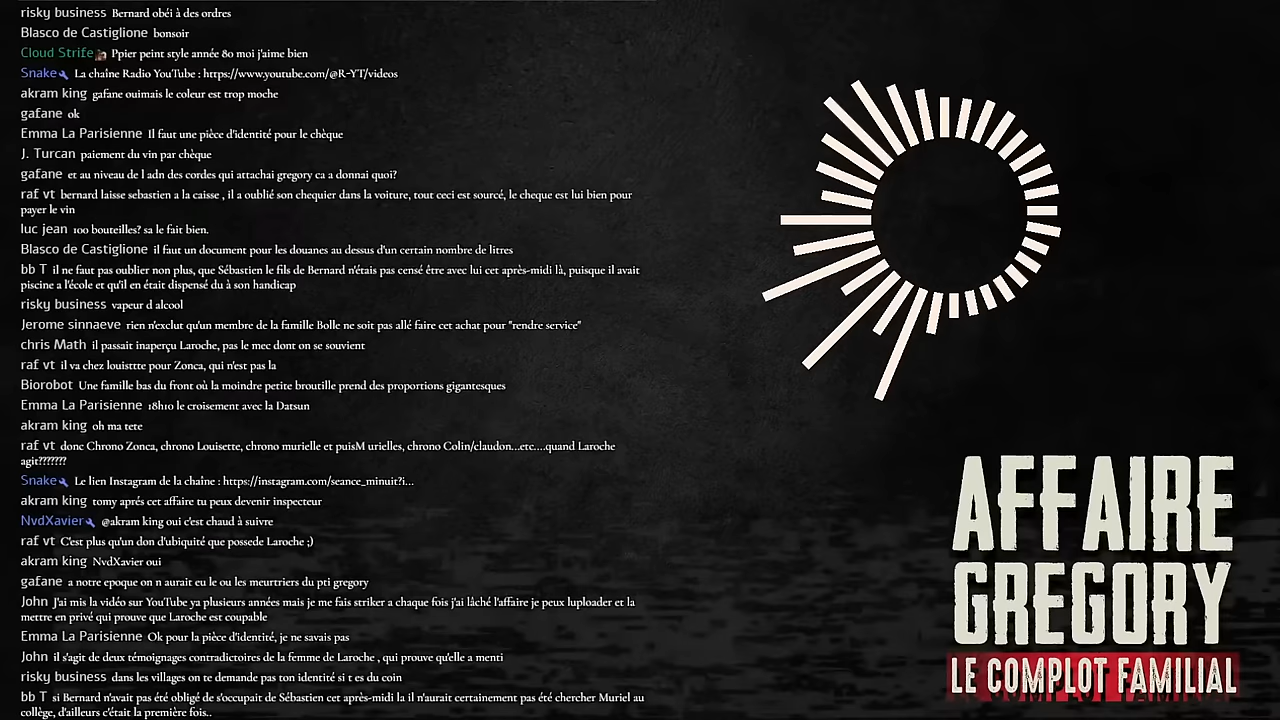 risky business Bernard obéi à des ordres
Blasco de Castiglione bonsoir
Cloud Strife Ppier peint style année 80 moi j'aime bien
Snake La chaîne Radio YouTube : https://www.youtube.com/@R-YT/videos
akram king gafane ouimais le coleur est trop moche
gafane ok
Emma La Parisienne Il faut une pièce d'identité pour le chèque
J. Turcan paiement du vin par chèque
gafane et au niveau de l adn des cordes qui attachai gregory ca a donnai quoi?
raf vt bernard laisse sebastien a la caisse , il a oublié son chequier dans la voiture, tout ceci est sourcé, le cheque est lui bien pour
payer le vin
luc jean 100 bouteilles? sa le fait bien.
Blasco de Castiglione il faut un document pour les douanes au dessus d'un certain nombre de litres
bb T il ne faut pas oublier non plus, que Sébastien le fils de Bernard n'étais pas censé être avec lui cet après-midi là, puisque il avait
piscine a l'école et qu'il en était dispensé du à son handicap
risky business vapeur d alcool
Jerome sinnaeve rien n'exclut qu'un membre de la famille Bolle ne soit pas allé faire cet achat pour "rendre service"
chris Math il passait inaperçu Laroche, pas le mec dont on se souvient
raf vt il va chez louisttte pour Zonca, qui n'est pas la
Biorobot Une famille bas du front où la moindre petite broutille prend des proportions gigantesques
Emma La Parisienne 18h10 le croisement avec la Datsun
akram king oh ma tete
raf vt donc Chrono Zonca, chrono Louisette, chrono murielle et puisM urielles, chrono Colin/claudon...etc....quand Laroche
agit???????
Snake Le lien Instagram de la chaîne : https://instagram.com/seance_minuit?i...
akram king tomy aprés cet affaire tu peux devenir inspecteur
NvdXavier @akram king oui c'est chaud à suivre
raf vt C'est plus qu'un don d'ubiquité que possede Laroche ;)
akram king NvdXavier oui
gafane a notre epoque on n aurait eu le ou les meurtriers du pti gregory
John J'ai mis la vidéo sur YouTube ya plusieurs années mais je me fais striker a chaque fois j'ai lâché l'affaire je peux luploader et la
mettre en privé qui prouve que Laroche est coupable
Emma La Parisienne Ok pour la pièce d'identité, je ne savais pas
John il s'agit de deux témoignages contradictoires de la femme de Laroche , qui prouve qu'elle a menti
risky business dans les villages on te demande pas ton identité si t es du coin
bb T si Bernard n'avait pas été obligé de s'occupait de Sébastien cet après-midi la il n'aurait certainement pas été chercher Muriel au
collège, d'ailleurs c'était la première fois..
AFFAIRE
GREGORY
LE COMPLOT FAMILIAL